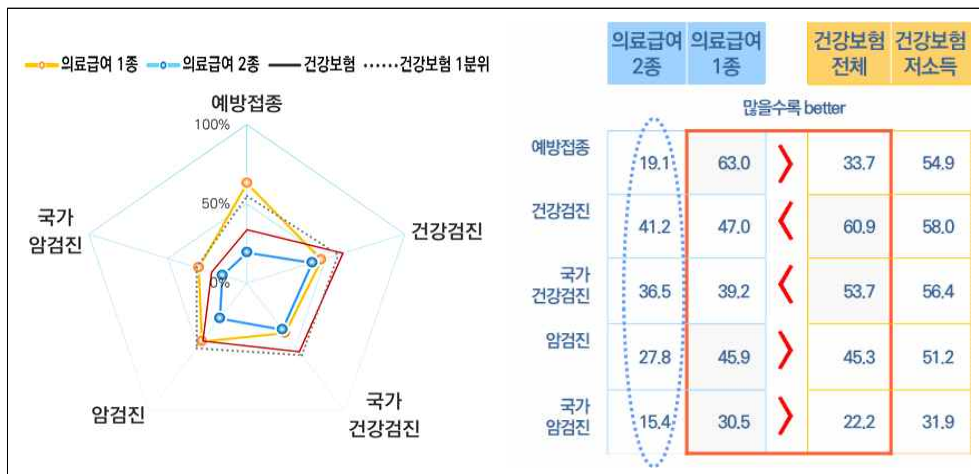 의료급여 1종 의료급여 2종 건강보험 건강보험 1분위
예방접종
100%
50%
0%
국가
암검진
건강검진
암검진
국가
건강검진
의료급여 의료급여 건강보험 건강보험
2종 1종 전체 저소득
많을수록 better
예방접종
19.1 63.0 > 33.7 54.9
건강검진
41.2 47.0 < 60.9 58.0
국가
건강검진
36.5 39.2 < 53.7 56.4
암검진
27.8 45.9 > 45.3 51.2
국가
암검진
15.4 30.5 > 22.2 31.9